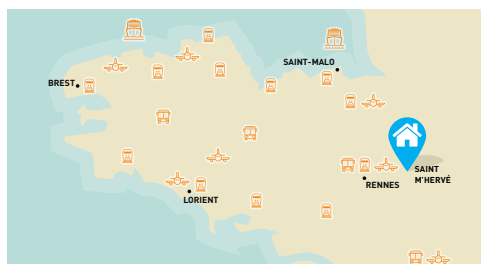 SAINT-MALO
BREST
SAINT
M'HERVÉ
RENNES
LORIENT